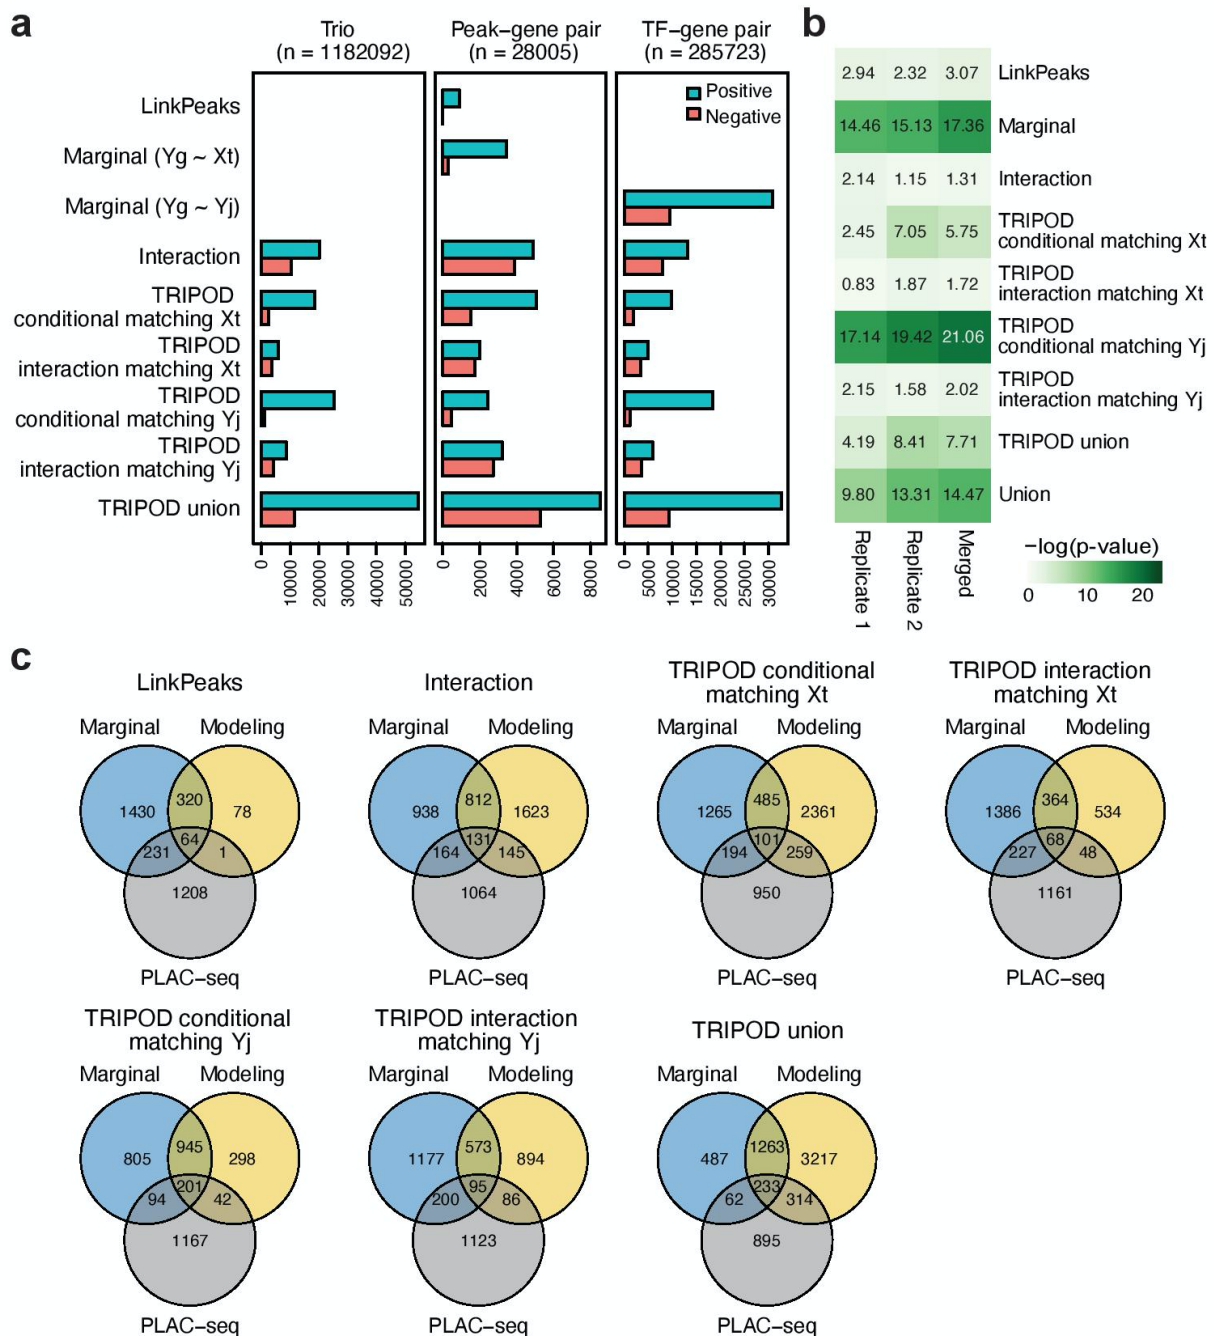 a
Trio
(n = 1182092)
Peak−gene pair
(n = 28005)
TF−gene pair
(n = 285723)
Positive
Negative
LinkPeaks
Marginal (Yg ~ Xt)
Marginal (Yg ~ Yj)
Interaction
TRIPOD
conditional matching Xt
TRIPOD
interaction matching Xt
TRIPOD
conditional matching Yj
TRIPOD
interaction matching Yj
TRIPOD union
0 10000 20000 30000 40000 50000
0 2000 4000 6000 8000
0 5000 10000 15000 20000 25000 30000
b
2.94 2.32 3.07 LinkPeaks
14.46 15.13 17.36 Marginal
2.14 1.15 1.31 Interaction
2.45 7.05 5.75 TRIPOD
conditional matching Xt
0.83 1.87 1.72 TRIPOD
interaction matching Xt
17.14 19.42 21.06 TRIPOD
conditional matching Yj
2.15 1.58 2.02 TRIPOD
interaction matching Yj
4.19 8.41 7.71 TRIPOD union
9.80 13.31 14.47 Union
Replicate 1
Replicate 2
Merged
−log(p-value)
0 10 20
c
LinkPeaks
Marginal Modeling
1430 320 78
64
231 1
1208
PLAC−seq
Interaction
Marginal Modeling
938 812 1623
131
164 145
1064
PLAC−seq
TRIPOD conditional
matching Xt
Marginal Modeling
1265 485 2361
101
194 259
950
PLAC−seq
TRIPOD interaction
matching Xt
Marginal Modeling
1386 364 534
68
227 48
1161
PLAC−seq
TRIPOD conditional
matching Yj
Marginal Modeling
805 945 298
201
94 42
1167
PLAC−seq
TRIPOD interaction
matching Yj
Marginal Modeling
1177 573 894
95
200 86
1123
PLAC−seq
TRIPOD union
Marginal Modeling
487 1263 3217
233
62 314
895
PLAC−seq